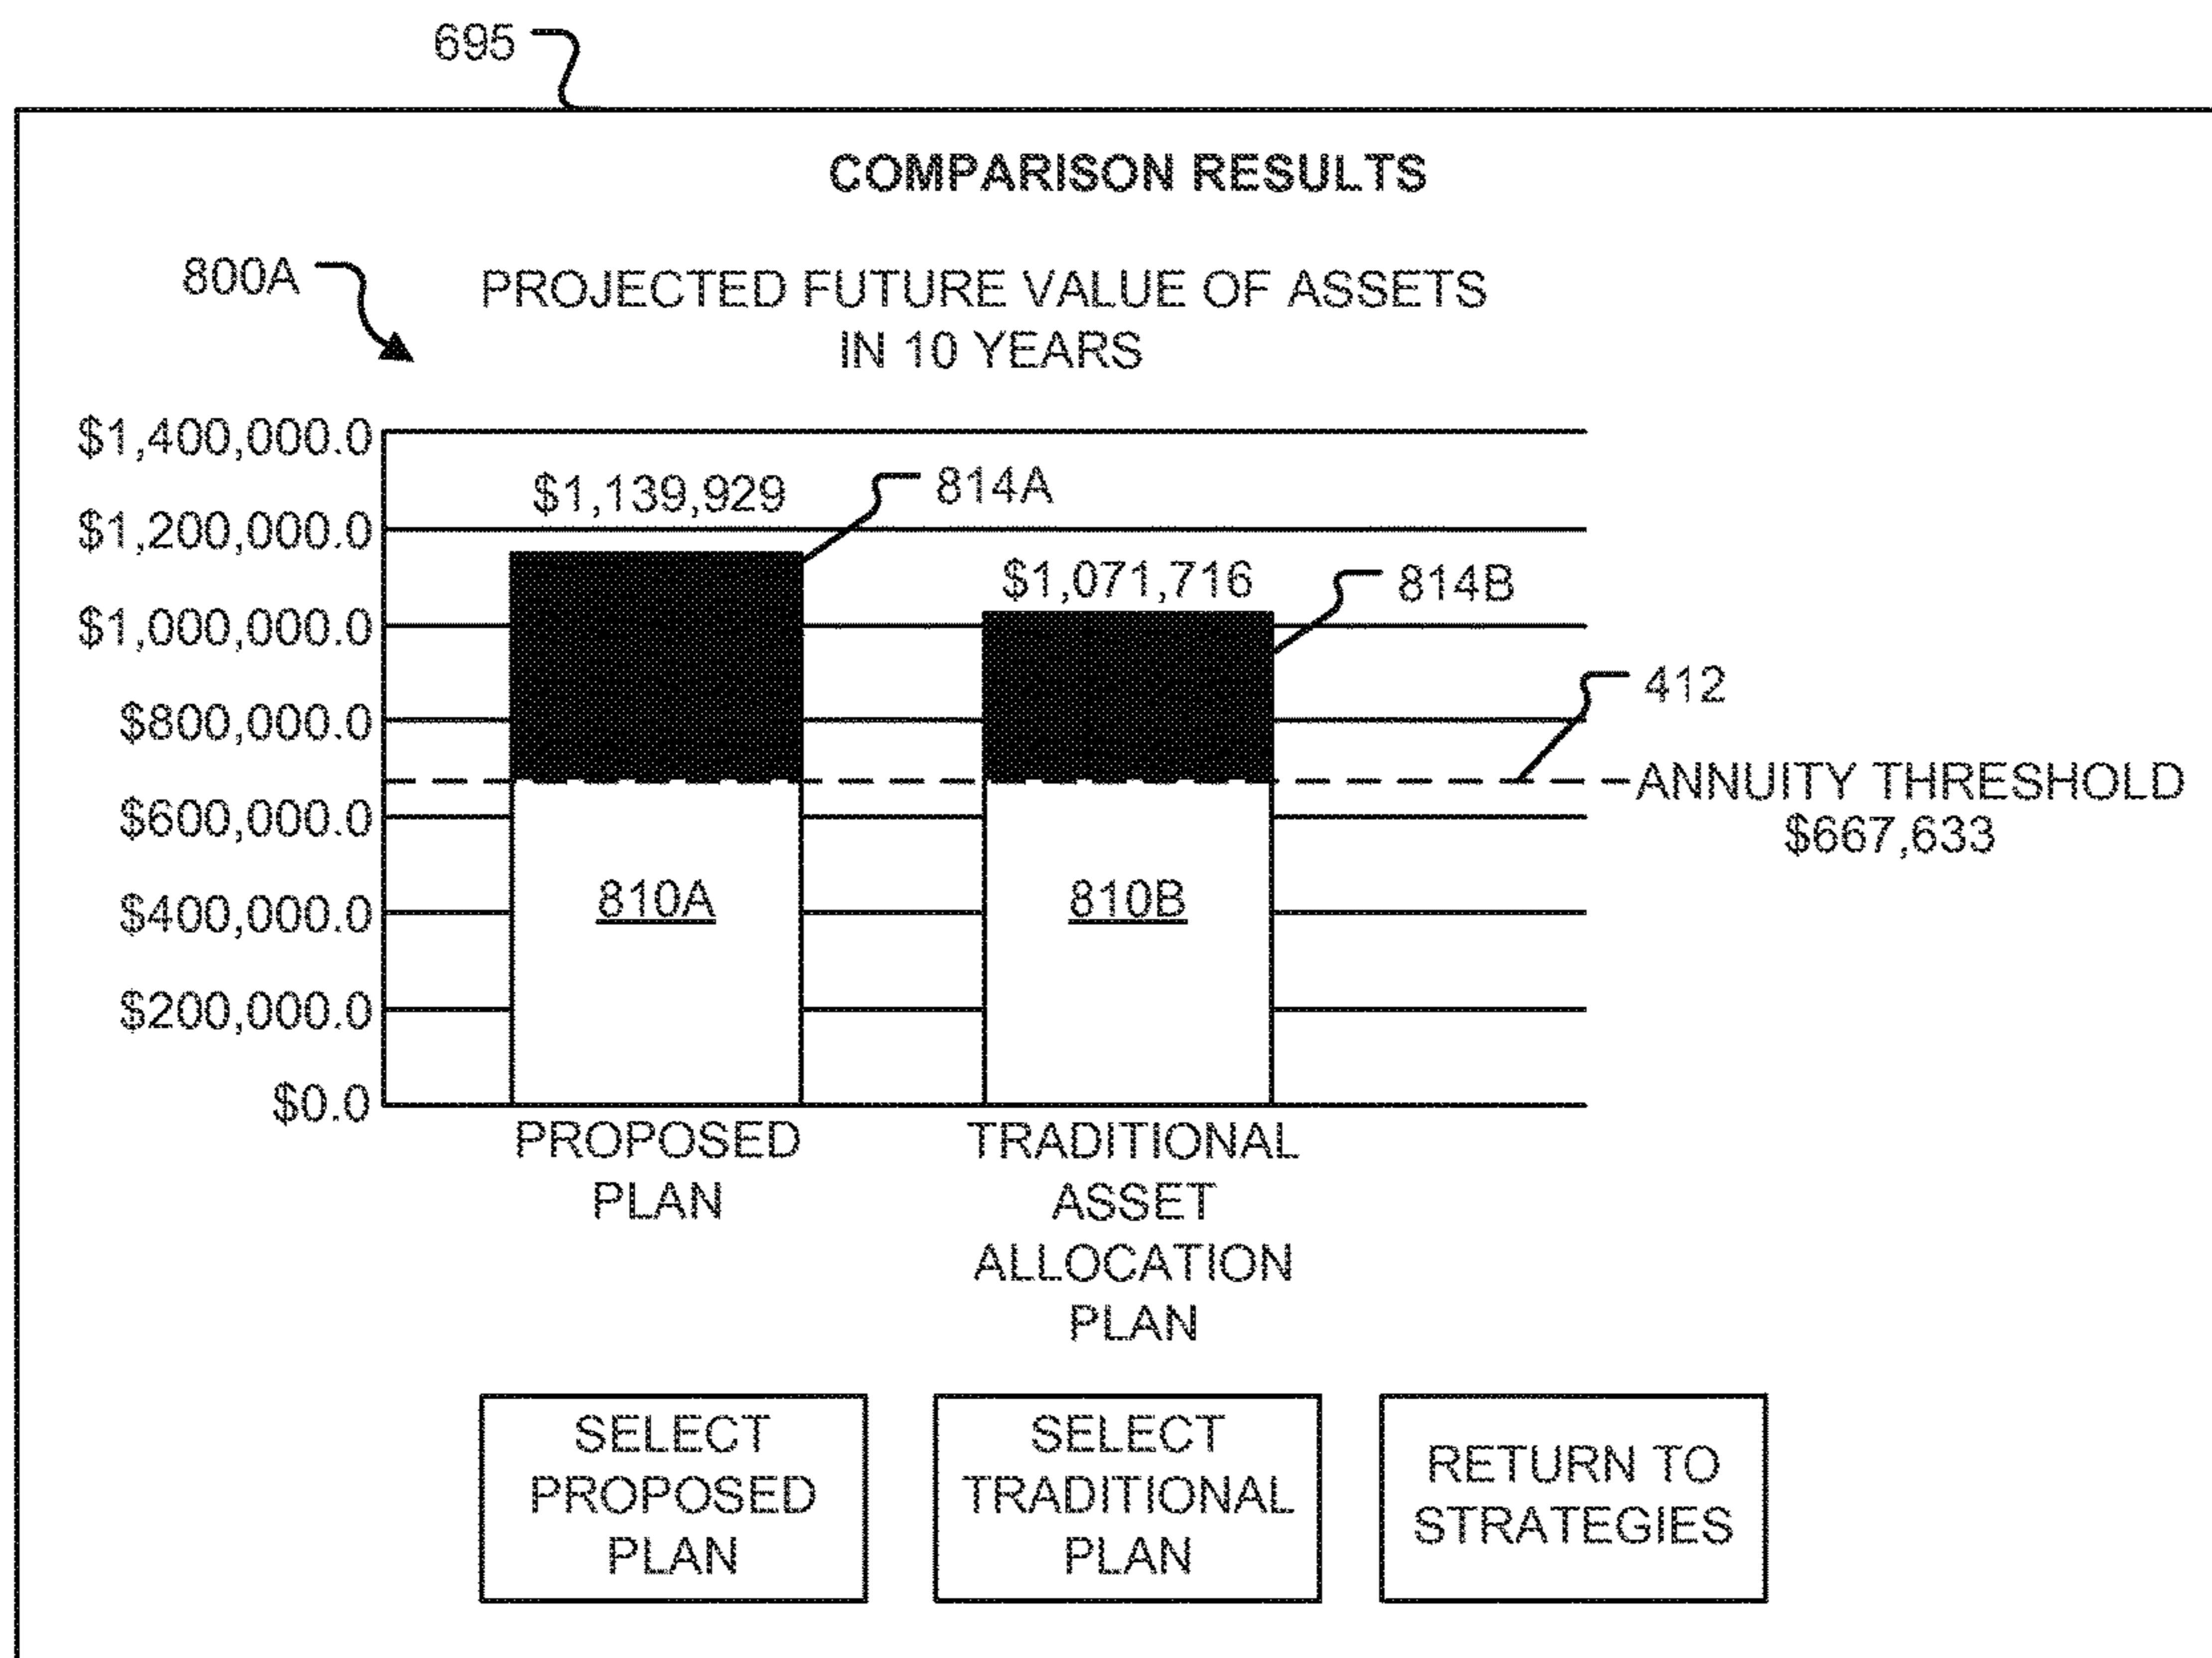 695
COMPARISON RESULTS
800A
PROJECTED FUTURE VALUE OF ASSETS
IN 10 YEARS
$1,400,000.0
$1,139,929
814A
$1,200,000.0
$1,071,716
814B
$1,000,000.0
412
$800,000.0
ANNUITY THRESHOLD
$667,633
$600,000.0
810A
810B
$400,000.0
$200,000.0
$0.0
PROPOSED
PLAN
TRADITIONAL
ASSET
ALLOCATION
PLAN
SELECT
PROPOSED
PLAN
SELECT
TRADITIONAL
PLAN
RETURN TO
STRATEGIES